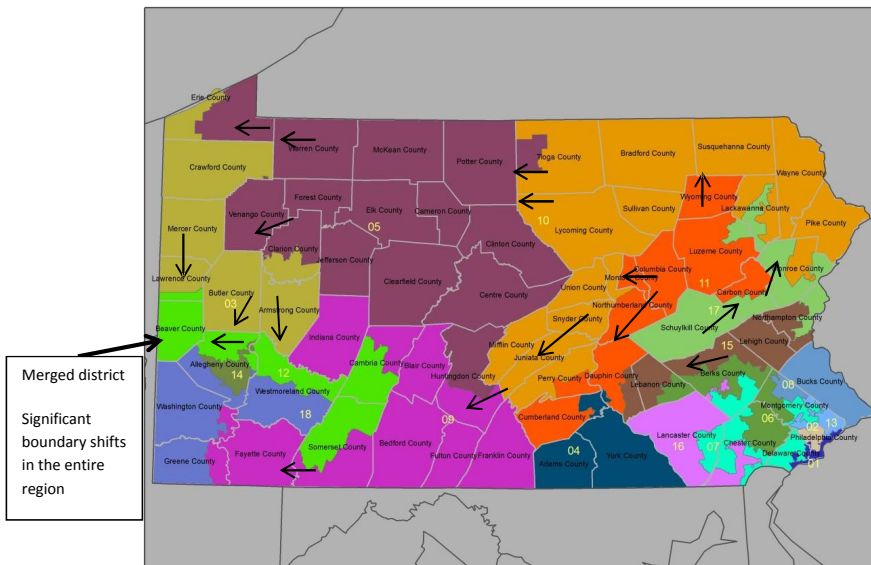 Erie County
Warren County
McKean County
Potter County
Tioga County
Bradford County
Susquehanna County
Wayne County
Crawford County
Wyoming County
Lackawanna County
Forest County
Venango County
Elk County
Cameron County
Sullivan County
Pike County
05
10
Lycoming County
Mercer County
Clarion County
Clinton County
Luzerne County
Jefferson County
Columbia County
Monroe County
Lawrence County
Clearfield County
Union County
11
Carbon County
Butler County
03
Centre County
Northumberland County
17
Armstrong County
Snyder County
Northampton County
Beaver County
Schuylkill County
Indiana County
Mifflin County
15
Lehigh County
Allegheny County
14
12
Cambria County
Blair County
Juniata County
Huntingdon County
Perry County
Dauphin County
Lebanon County
Berks County
08
Bucks County
Westmoreland County
Washington County
18
09
Cumberland County
Montgomery County
06
13
02
Somerset County
Bedford County
Lancaster County
16
07
Chester County
Philadelphia County
Fayette County
Fulton County
Franklin County
04
Adams County
York County
Delaware County
01
Greene County
Merged district
Significant
boundary shifts
in the entire
region